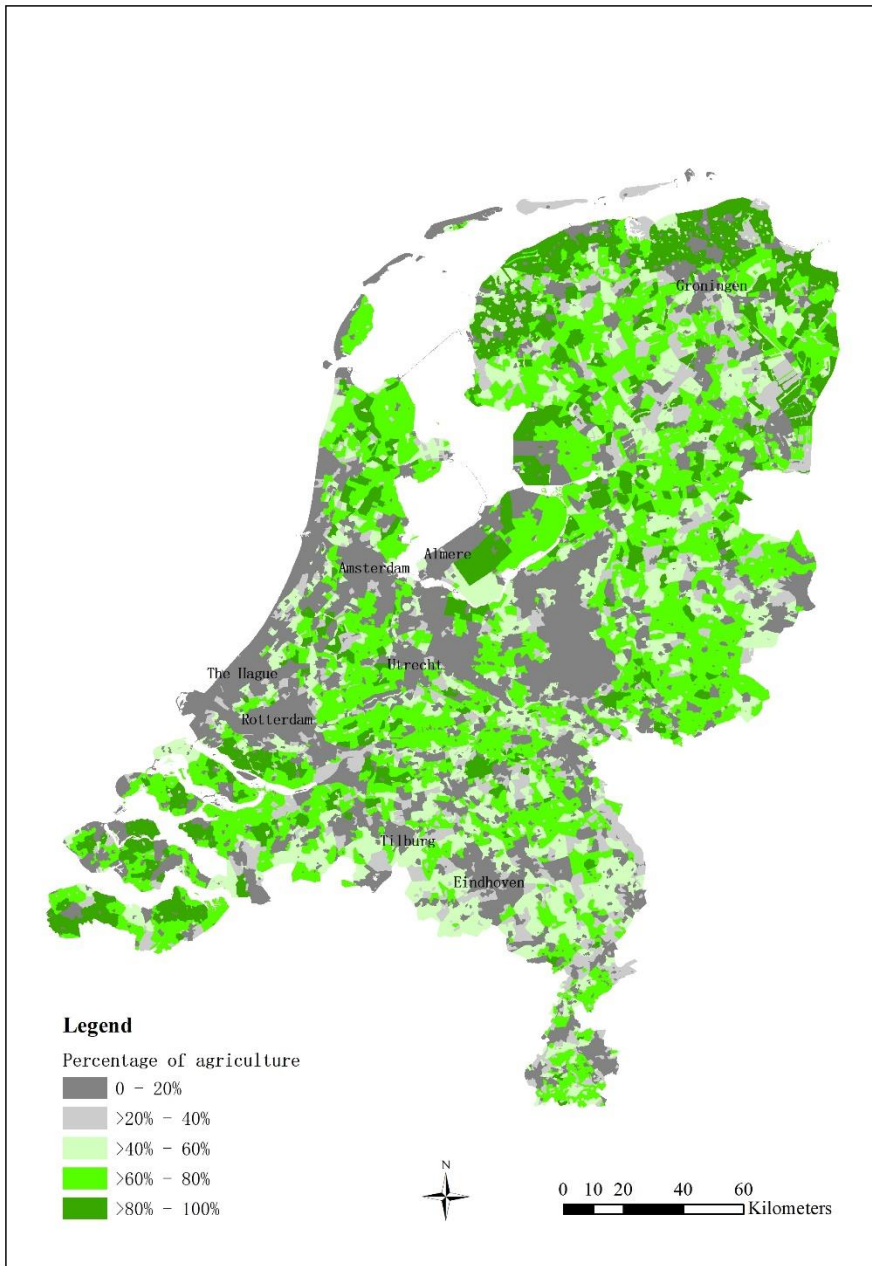 Groningen
Almere
Amsterdam
Utrecht
The Hague
Rotterdam
Tilburg
Eindhoven
Legend
Percentage of agriculture
0 - 20%
>20% - 40%
>40% - 60%
>60% - 80%
>80% - 100%
N
0 10 20 40 60
Kilometers